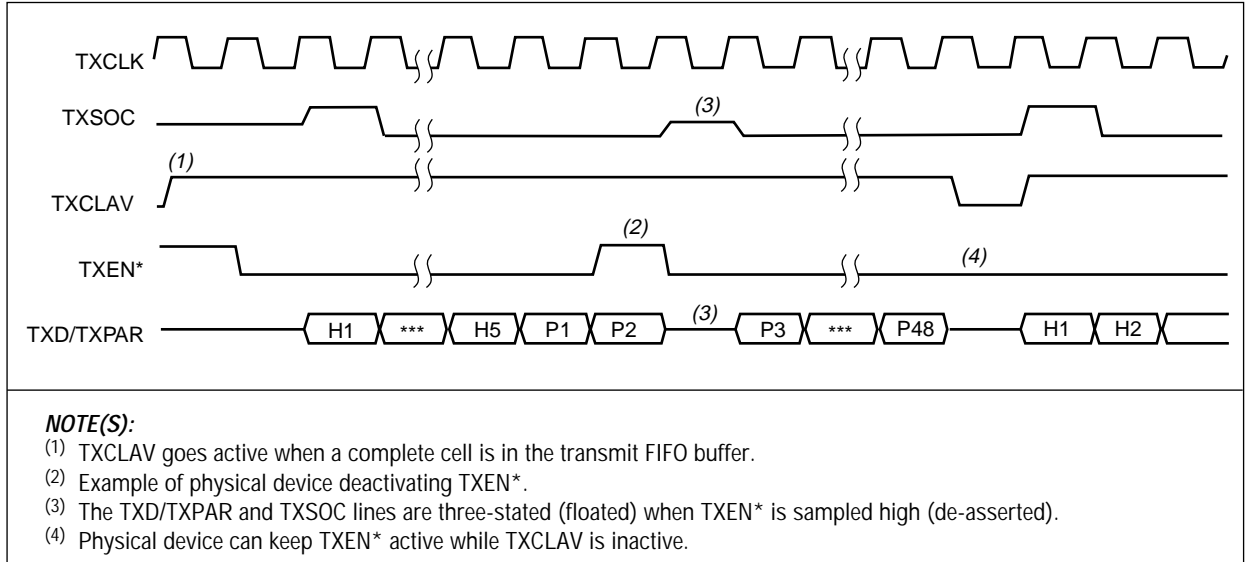 TXCLK
TXSOC
(3)
(1)
TXCLAV
(2)
TXEN*
(4)
TXD/TXPAR
H1 *** H5 P1 P2 (3) P3 *** P48 H1 H2
NOTE(S):
(1) TXCLAV goes active when a complete cell is in the transmit FIFO buffer.
(2) Example of physical device deactivating TXEN*.
(3) The TXD/TXPAR and TXSOC lines are three-stated (floated) when TXEN* is sampled high (de-asserted).
(4) Physical device can keep TXEN* active while TXCLAV is inactive.